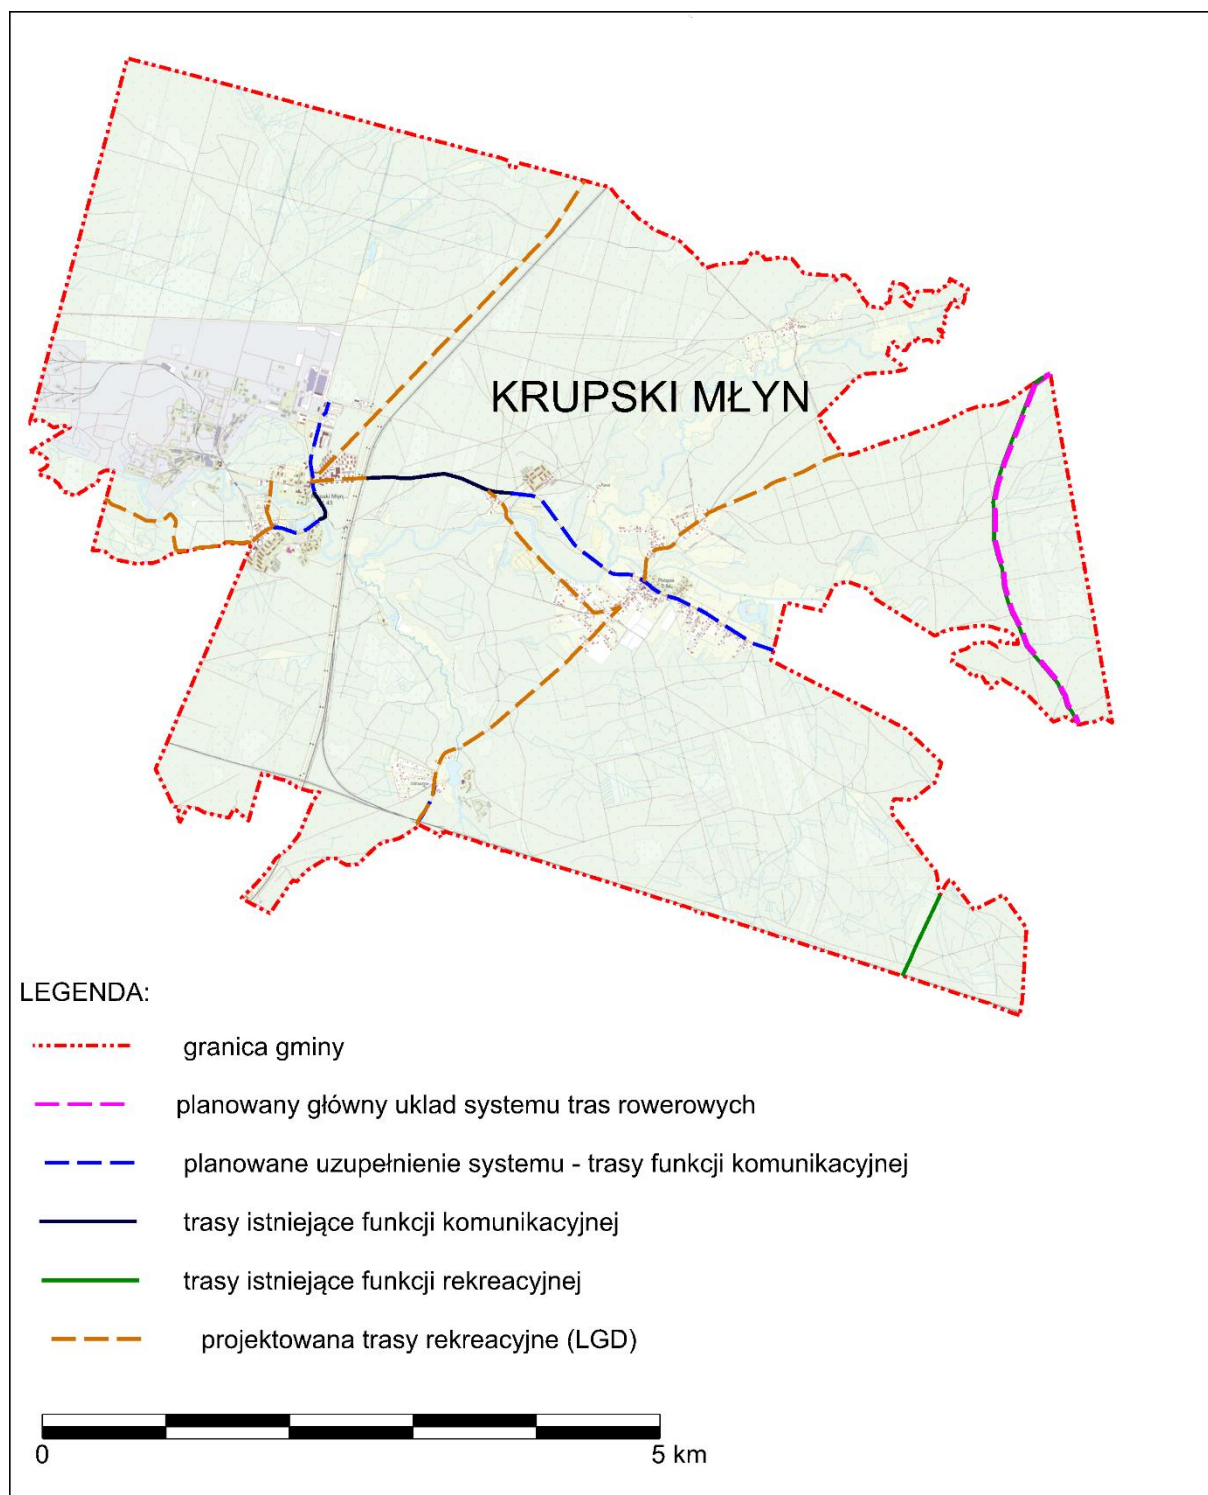 KRUPSKI MŁYN
LEGENDA:
granica gminy
planowany główny uklad systemu tras rowerowych
planowane uzupełnienie systemu - trasy funkcji komunikacyjnej
trasy istniejące funkcji komunikacyjnej
trasy istniejące funkcji rekreacyjnej
projektowana trasy rekreacyjne (LGD)
0
5 km